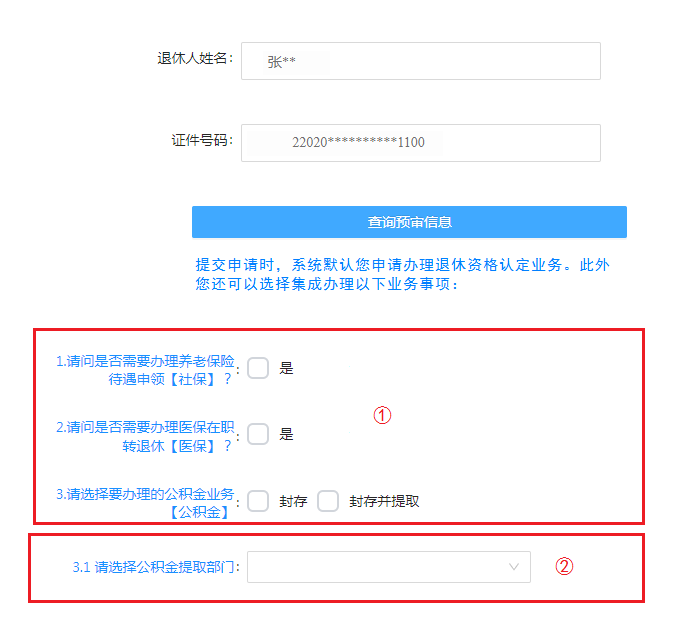 退休人姓名: 张**
证件号码: 22020**********1100
查询预审信息
提交申请时，系统默认您申请办理退休资格认定业务。此外
您还可以选择集成办理以下业务事项：
1.请问是否需要办理养老保险
待遇申领【社保】？: 是
①
2.请问是否需要办理医保在职
转退休【医保】？: 是
3.请选择要办理的公积金业务
【公积金】: 封存 封存并提取
3.1 请选择公积金提取部门: ②